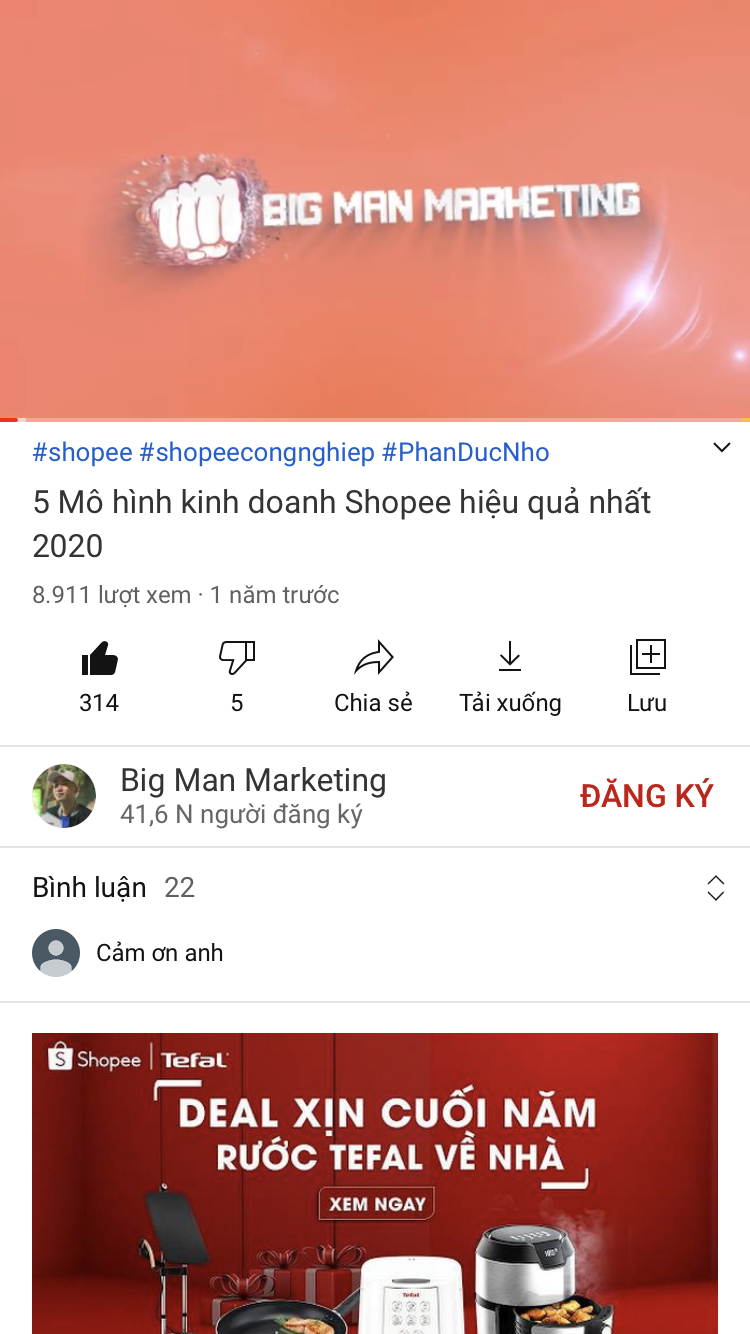 BIG MAN MARKETING
#shopee #shopeecongnghiep #PhanDucNho
5 Mô hình kinh doanh Shopee hiệu quả nhất
2020
8.911 lượt xem · 1 năm trước
314
5
Chia sẻ
Tải xuống
Lưu
Big Man Marketing
41,6 N người đăng ký
ĐĂNG KÝ
Bình luận 22
Cảm ơn anh
S Shopee | Tefal
DEAL XỊN CUỐI NĂM
RƯỚC TEFAL VỀ NHÀ
XEM NGAY
Tefal